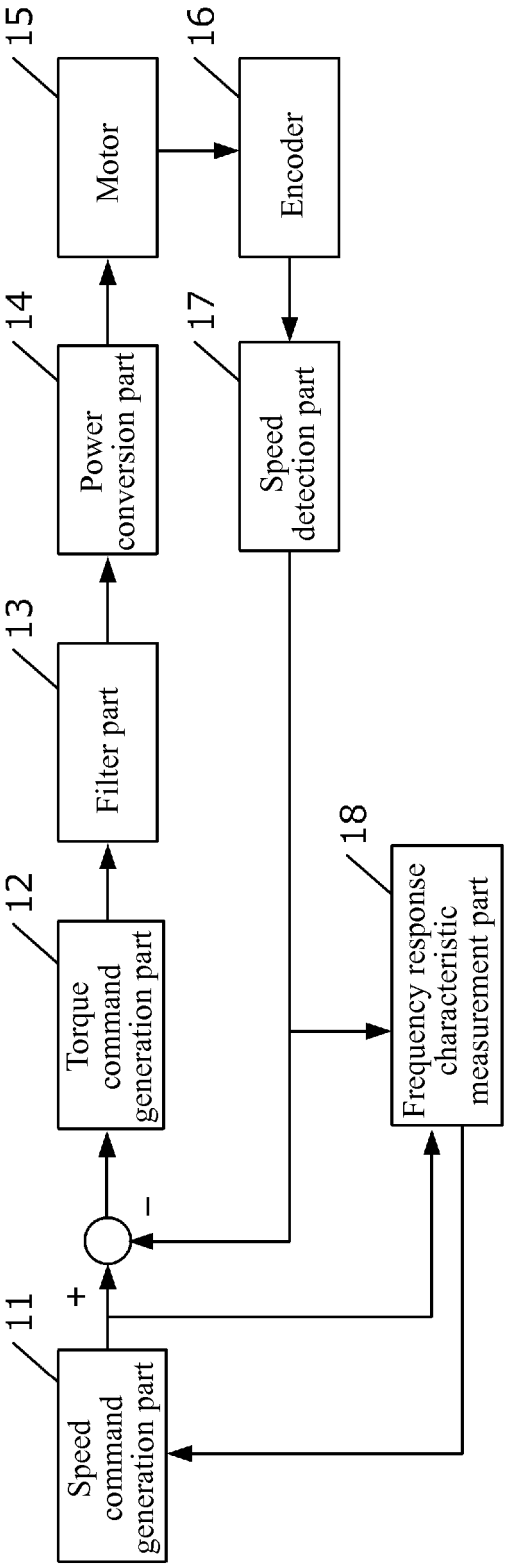 11
Speed
command
generation part
+
−
12
Torque
command
generation part
13
Filter part
14
Power
conversion part
15
Motor
16
Encoder
17
Speed
detection part
18
Frequency response
characteristic
measurement part